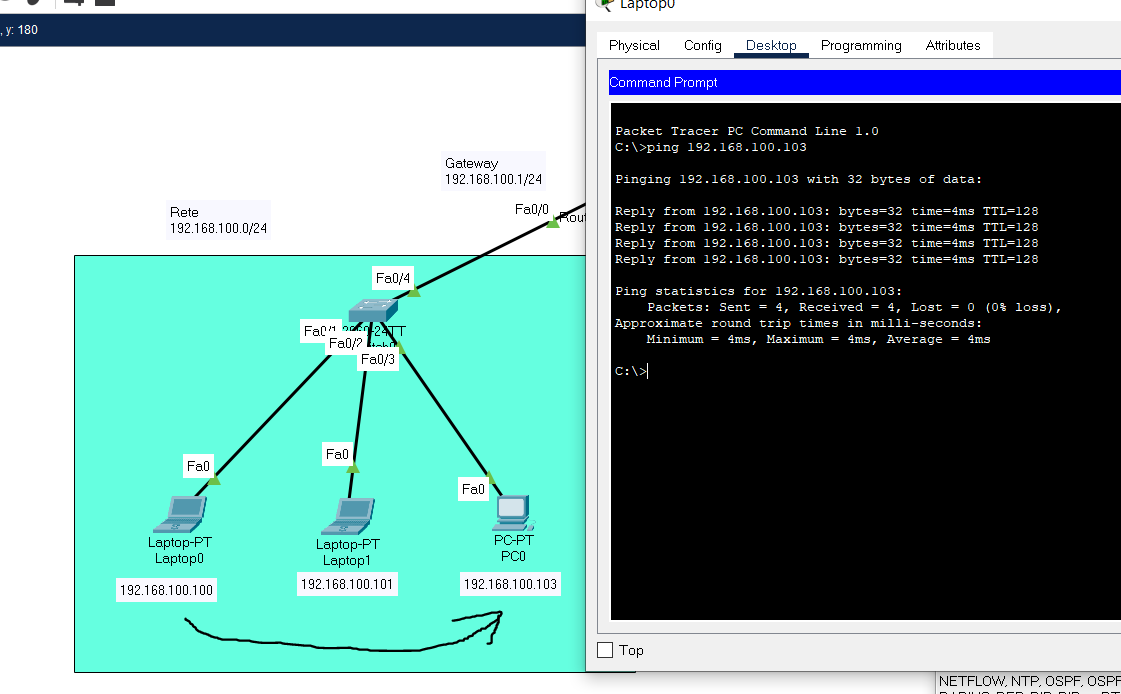 , y: 180
Gateway
192.168.100.1/24
Rete
192.168.100.0/24
Fa0/0
Fa0/4
Fa0/1
Fa0/2
Fa0/3
Fa0
Fa0
Fa0
Laptop-PT
Laptop0
Laptop-PT
Laptop1
PC-PT
PC0
192.168.100.100
192.168.100.101
192.168.100.103
Laptop0
Physical Config Desktop Programming Attributes
Command Prompt
Packet Tracer PC Command Line 1.0
C:\>ping 192.168.100.103
Pinging 192.168.100.103 with 32 bytes of data:
Reply from 192.168.100.103: bytes=32 time=4ms TTL=128
Reply from 192.168.100.103: bytes=32 time=4ms TTL=128
Reply from 192.168.100.103: bytes=32 time=4ms TTL=128
Reply from 192.168.100.103: bytes=32 time=4ms TTL=128
Ping statistics for 192.168.100.103:
Packets: Sent = 4, Received = 4, Lost = 0 (0% loss),
Approximate round trip times in milli-seconds:
Minimum = 4ms, Maximum = 4ms, Average = 4ms
C:\>
Top
NETFLOW, NTP, OSPF, OSPF